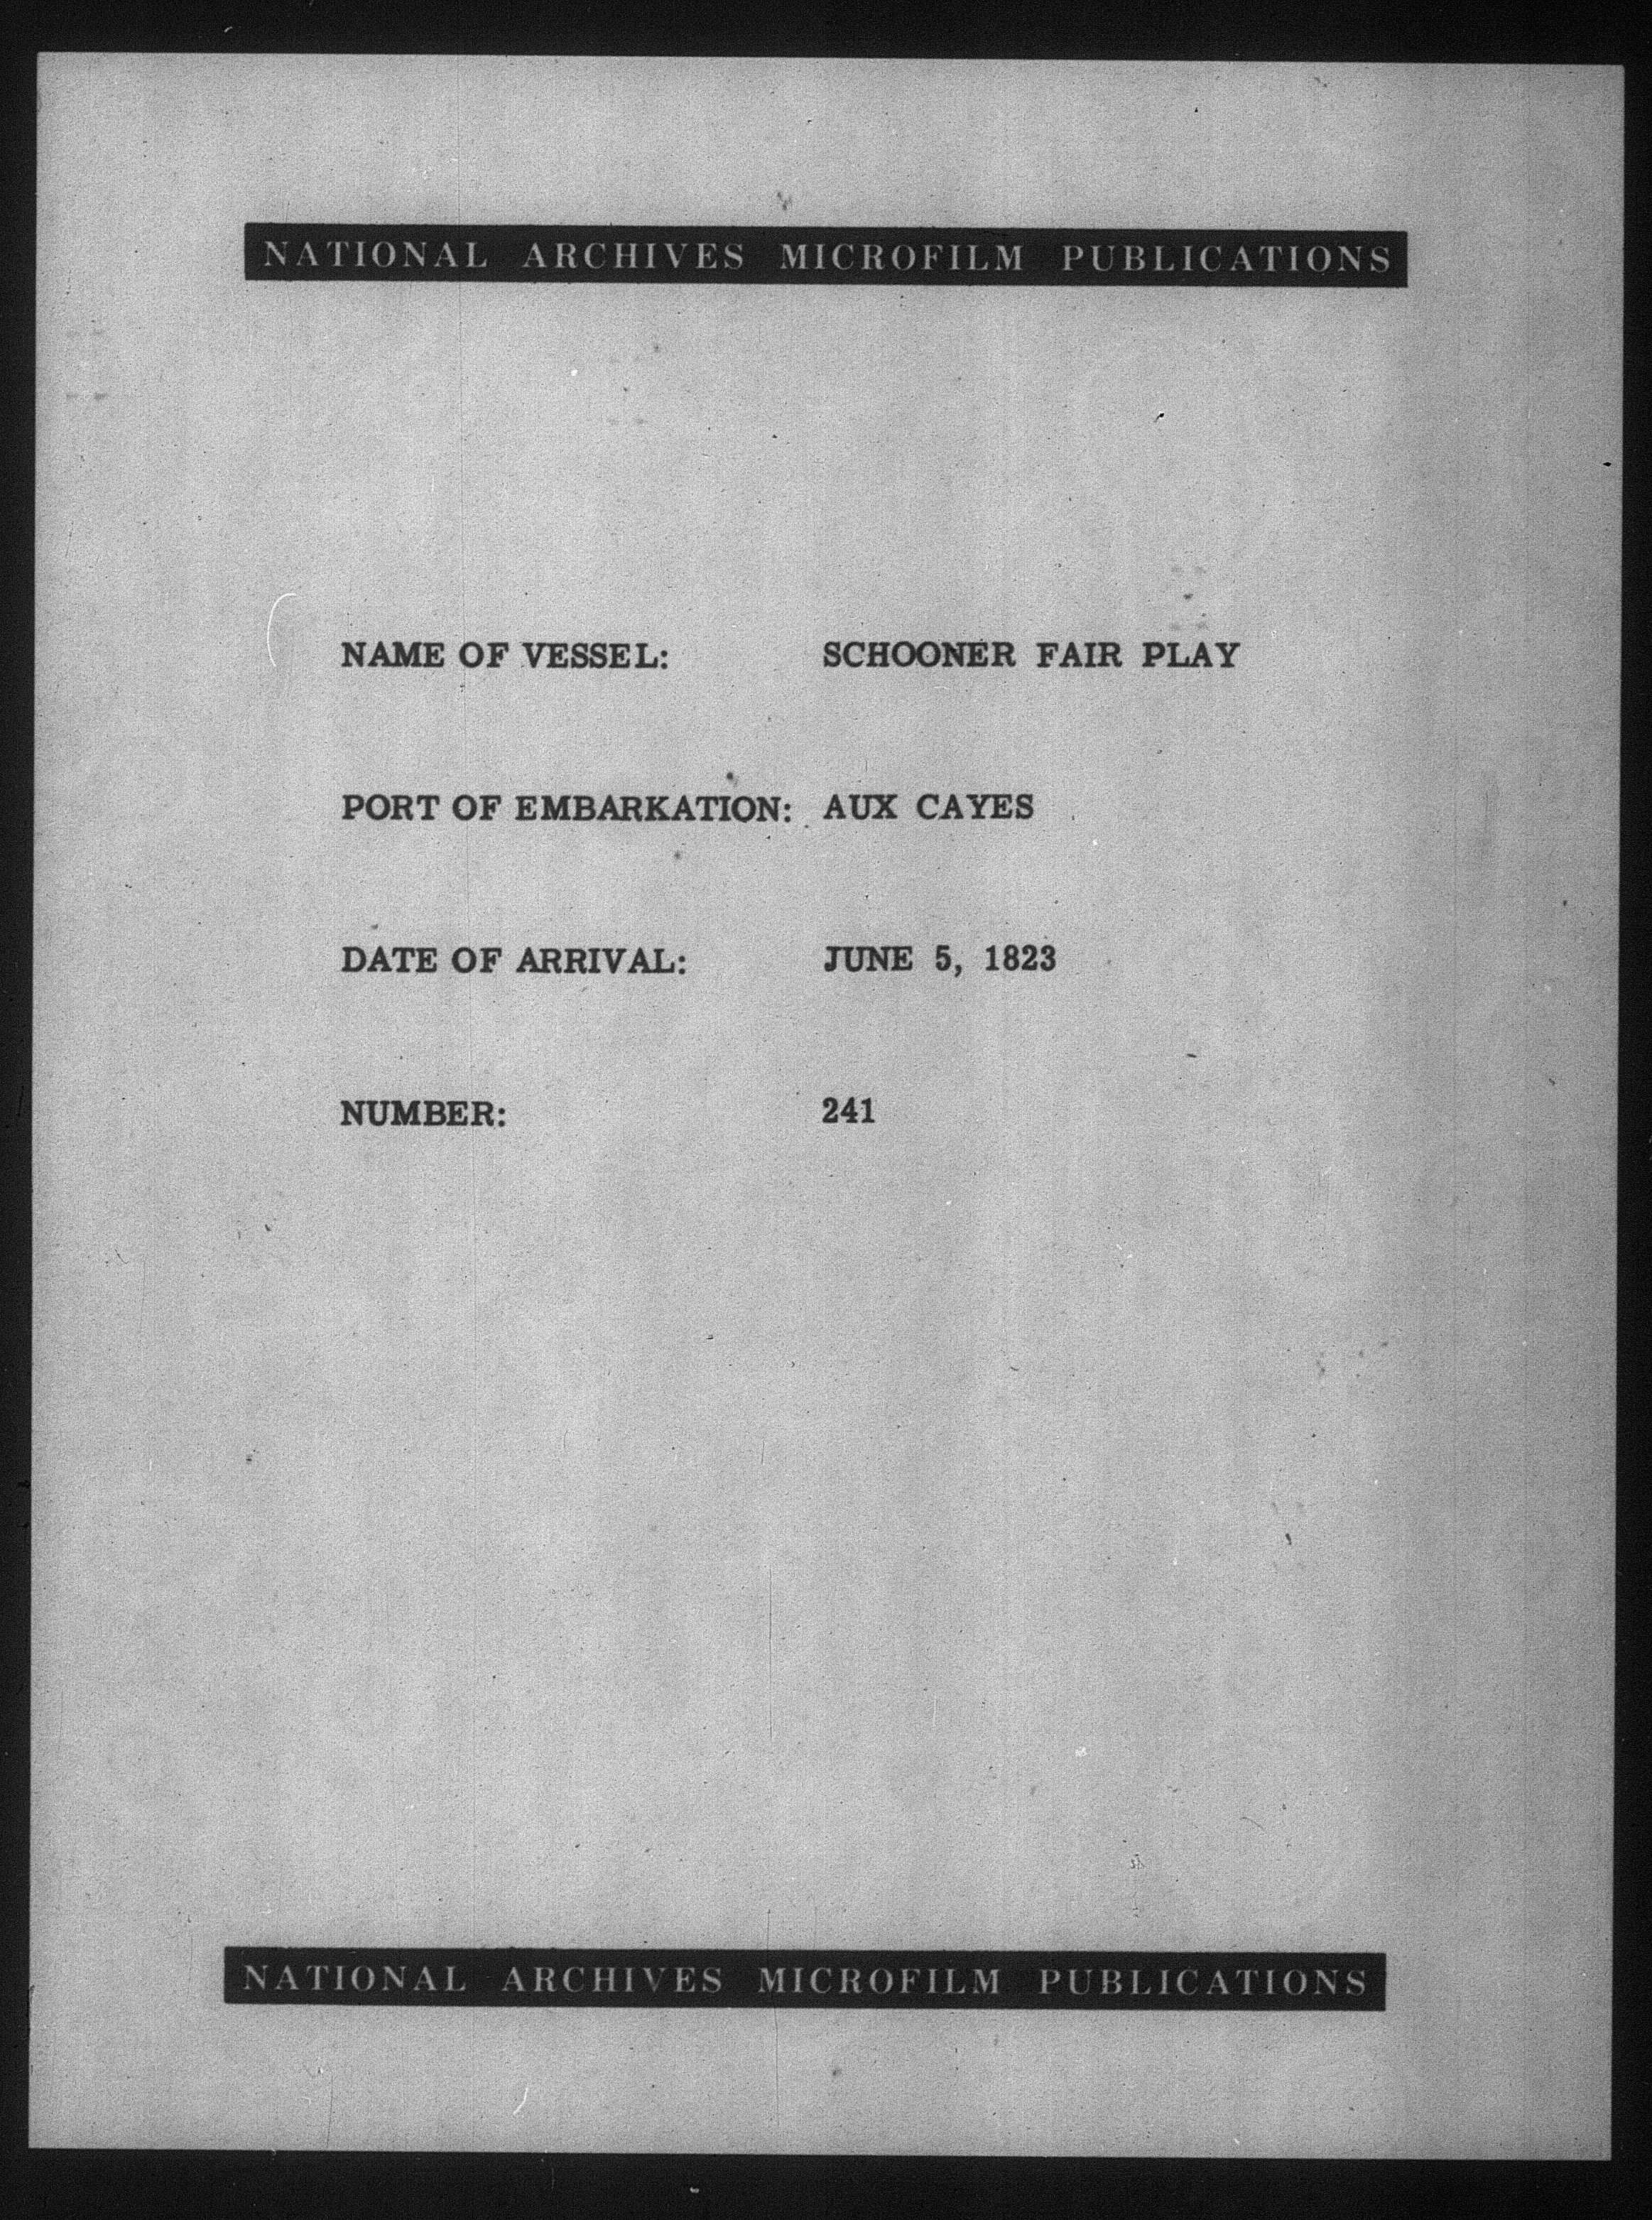 NATIONAL ARCHIVES MICROFILM PUBLICATIONS
NAME OF VESSEL: SCHOONER FAIR PLAY
PORT OF EMBARKATION: AUX CAYES
DATE OF ARRIVAL: JUNE 5, 1823
NUMBER: 241
NATIONAL ARCHIVES MICROFILM PUBLICATIONS